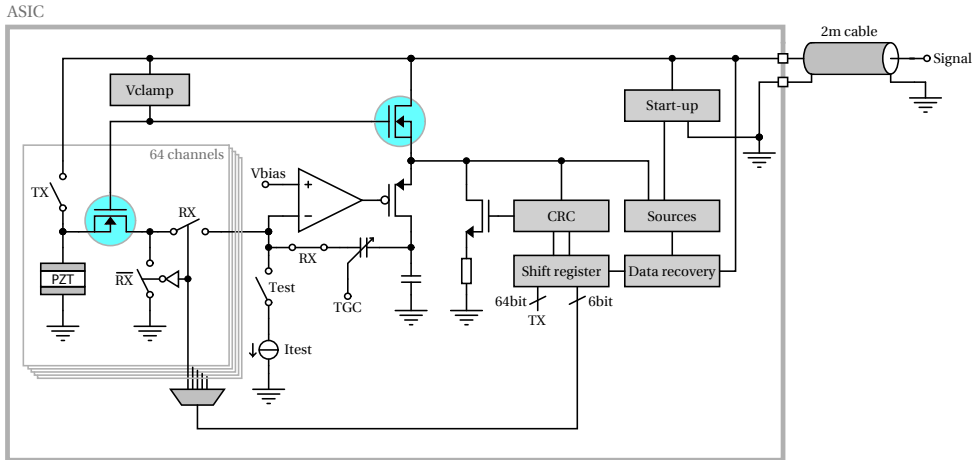 ASIC
2m cable
Signal
Vclamp
Start-up
64 channels
Vbias
TX
RX
+
−
CRC
Sources
PZT
R̅X̅
RX
Shift register
Data recovery
Test
TGC
64bit
6bit
TX
Itest